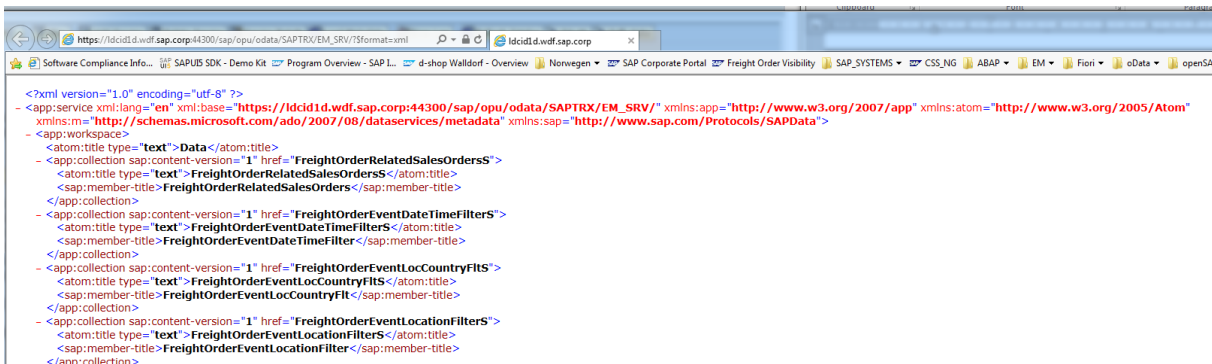 Clipboard Font Paragra
https://ldcid1d.wdf.sap.corp:44300/sap/opu/odata/SAPTRX/EM_SRV/?$format=xml ldcid1d.wdf.sap.corp
Software Compliance Info... SAPUI5 SDK - Demo Kit Program Overview - SAP I... d-shop Walldorf - Overview Norwegen SAP Corporate Portal Freight Order Visibility SAP_SYSTEMS CSS_NG ABAP EM Fiori oData openSA
<?xml version="1.0" encoding="utf-8" ?>
- <app:service xml:lang="en" xml:base="https://ldcid1d.wdf.sap.corp:44300/sap/opu/odata/SAPTRX/EM_SRV/" xmlns:app="http://www.w3.org/2007/app" xmlns:atom="http://www.w3.org/2005/Atom"
xmlns:m="http://schemas.microsoft.com/ado/2007/08/dataservices/metadata" xmlns:sap="http://www.sap.com/Protocols/SAPData">
- <app:workspace>
<atom:title type="text">Data</atom:title>
- <app:collection sap:content-version="1" href="FreightOrderRelatedSalesOrdersS">
<atom:title type="text">FreightOrderRelatedSalesOrdersS</atom:title>
<sap:member-title>FreightOrderRelatedSalesOrders</sap:member-title>
</app:collection>
- <app:collection sap:content-version="1" href="FreightOrderEventDateTimeFilterS">
<atom:title type="text">FreightOrderEventDateTimeFilterS</atom:title>
<sap:member-title>FreightOrderEventDateTimeFilter</sap:member-title>
</app:collection>
- <app:collection sap:content-version="1" href="FreightOrderEventLocCountryFltS">
<atom:title type="text">FreightOrderEventLocCountryFltS</atom:title>
<sap:member-title>FreightOrderEventLocCountryFlt</sap:member-title>
</app:collection>
- <app:collection sap:content-version="1" href="FreightOrderEventLocationFilterS">
<atom:title type="text">FreightOrderEventLocationFilterS</atom:title>
<sap:member-title>FreightOrderEventLocationFilter</sap:member-title>
</app:collection>